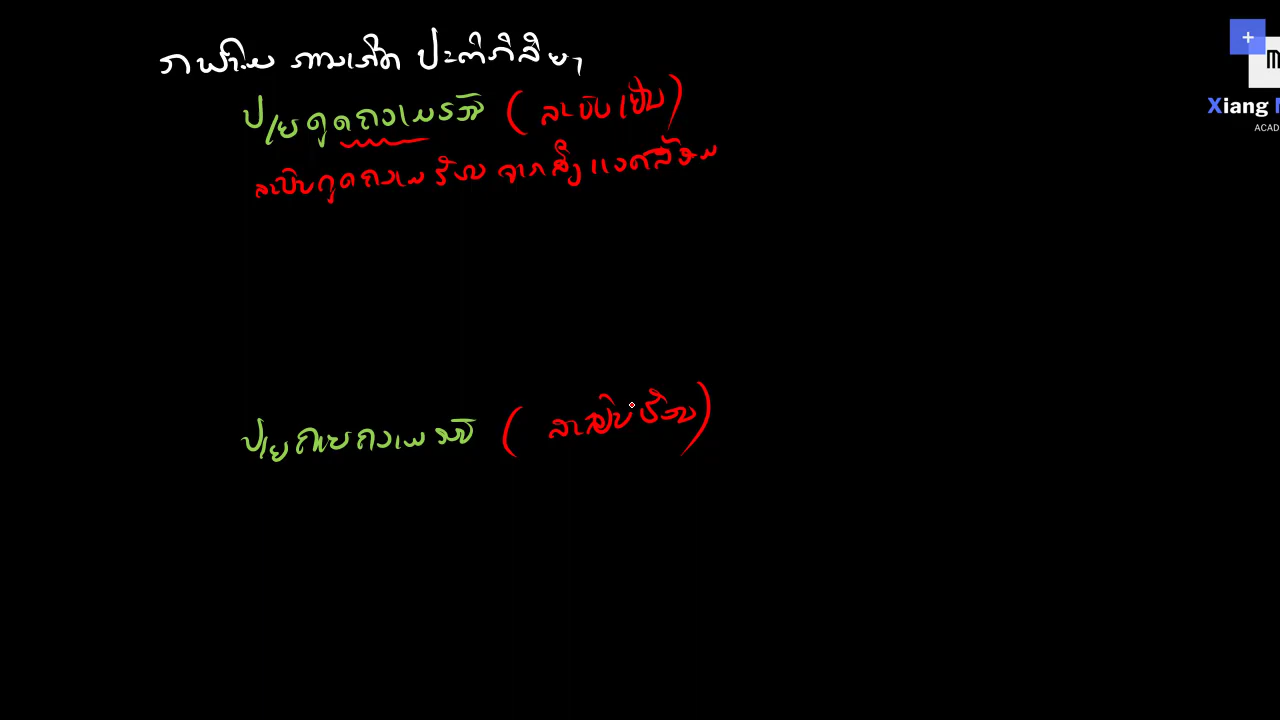 ການເກີດ ປະຕິກິລິຍາ
ປ/ຍ ດູດຄວາມຮ້ອນ (ລະບົບເຢັນ)
ລະບົບດູດຄວາມຮ້ອນ ຈາກສິ່ງແວດລ້ອມ
ປ/ຍ ຄາຍຄວາມຮ້ອນ (ລະບົບຮ້ອນ)
Xiang
ACAD